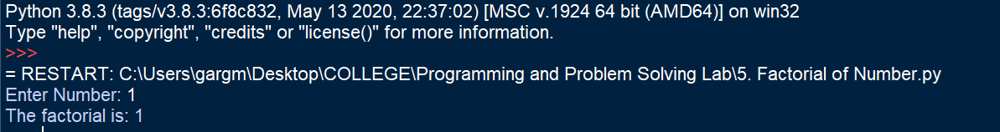 Python 3.8.3 (tags/v3.8.3:6f8c832, May 13 2020, 22:37:02) [MSC v.1924 64 bit (AMD64)] on win32
Type "help", "copyright", "credits" or "license()" for more information.
>>>
= RESTART: C:\Users\gargm\Desktop\COLLEGE\Programming and Problem Solving Lab\5. Factorial of Number.py
Enter Number: 1
The factorial is: 1